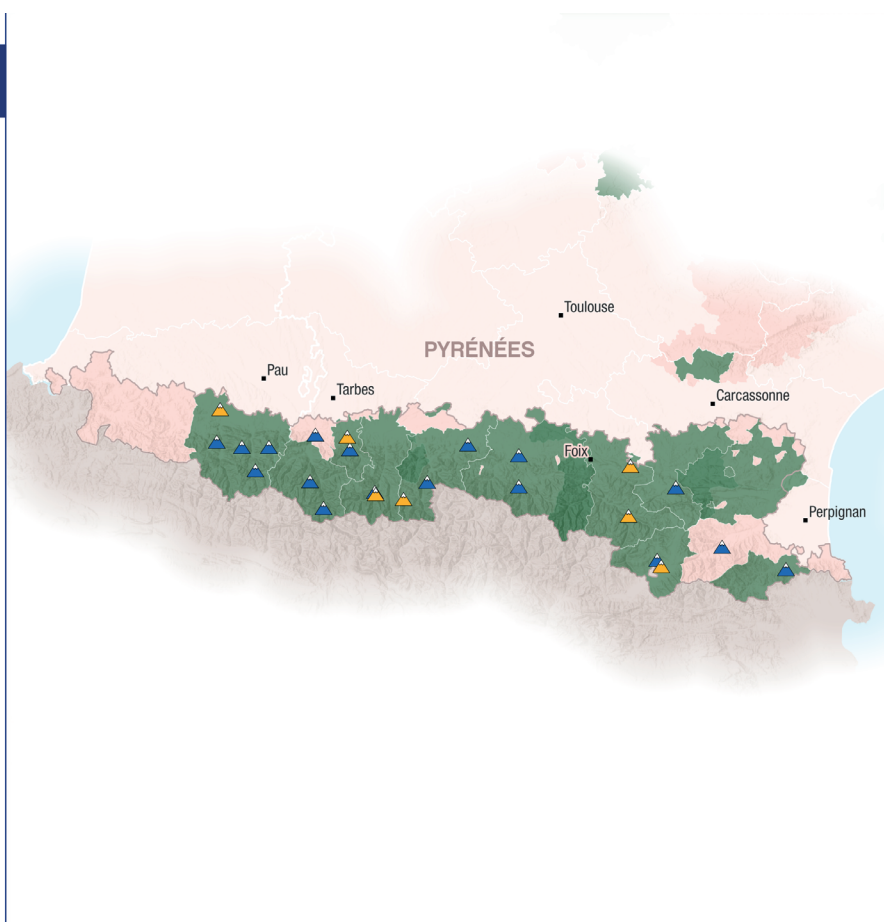 Toulouse
PYRÉNÉES
Pau
Tarbes
Carcassonne
Foix
Perpignan